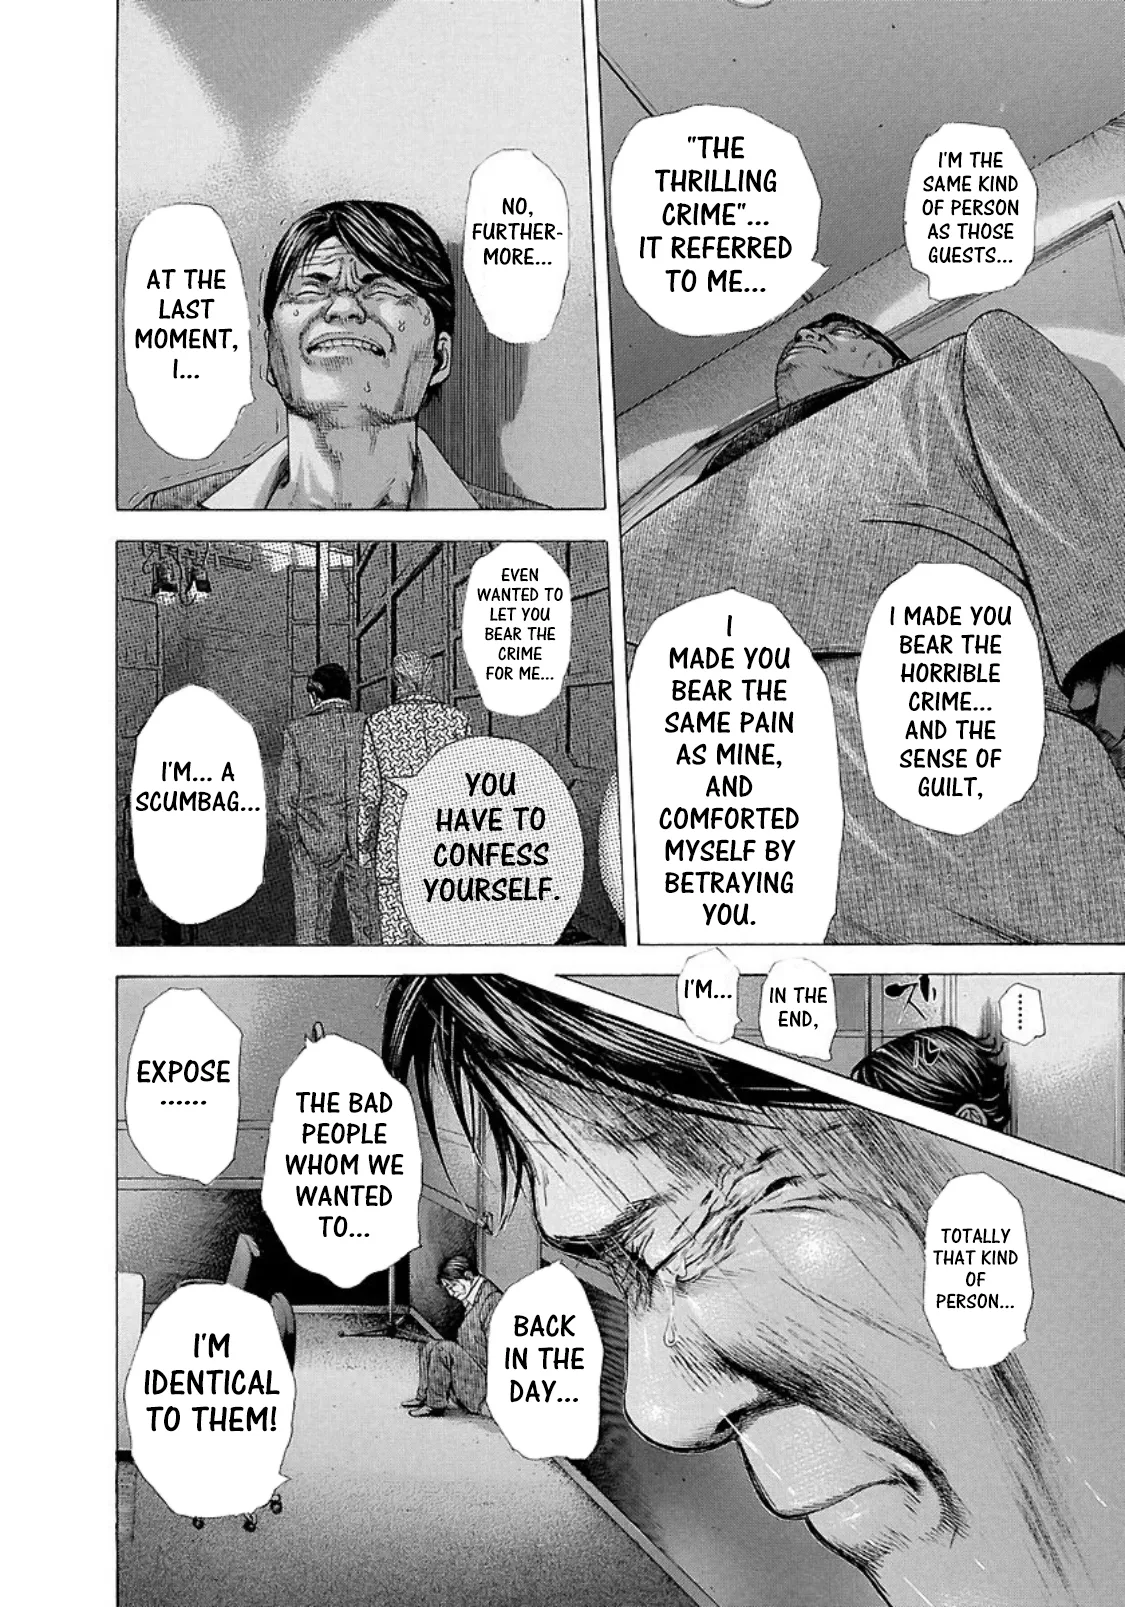 I'M THE
SAME KIND
OF PERSON
AS THOSE
GUESTS...
"THE
THRILLING
CRIME"...
IT REFERRED
TO ME...
I MADE YOU
BEAR THE
HORRIBLE
CRIME...
AND THE
SENSE OF
GUILT,
I
MADE YOU
BEAR THE
SAME PAIN
AS MINE,
AND
COMFORTED
MYSELF BY
BETRAYING
YOU.
NO,
FURTHER-
MORE...
AT THE
LAST
MOMENT,
I...
EVEN
WANTED TO
LET YOU
BEAR THE
CRIME
FOR ME...
YOU
HAVE TO
CONFESS
YOURSELF.
I'M... A
SCUMBAG...
......
ズル
IN THE
END,
I'M...
TOTALLY
THAT KIND
OF
PERSON...
BACK
IN THE
DAY...
THE BAD
PEOPLE
WHOM WE
WANTED
TO...
EXPOSE
......
I'M
IDENTICAL
TO THEM!